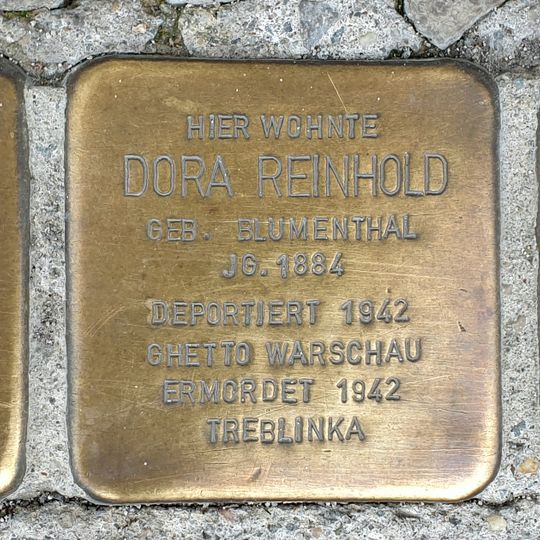 HIER WOHNTE
DORA REINHOLD
GEB. BLUMENTHAL
JG. 1884
DEPORTIERT 1942
GHETTO WARSCHAU
ERMORDET 1942
TREBLINKA